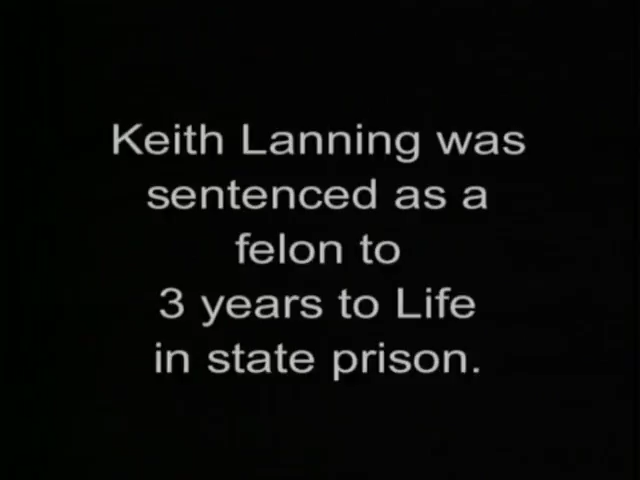 Keith Lanning was
sentenced as a
felon to
3 years to Life
in state prison.